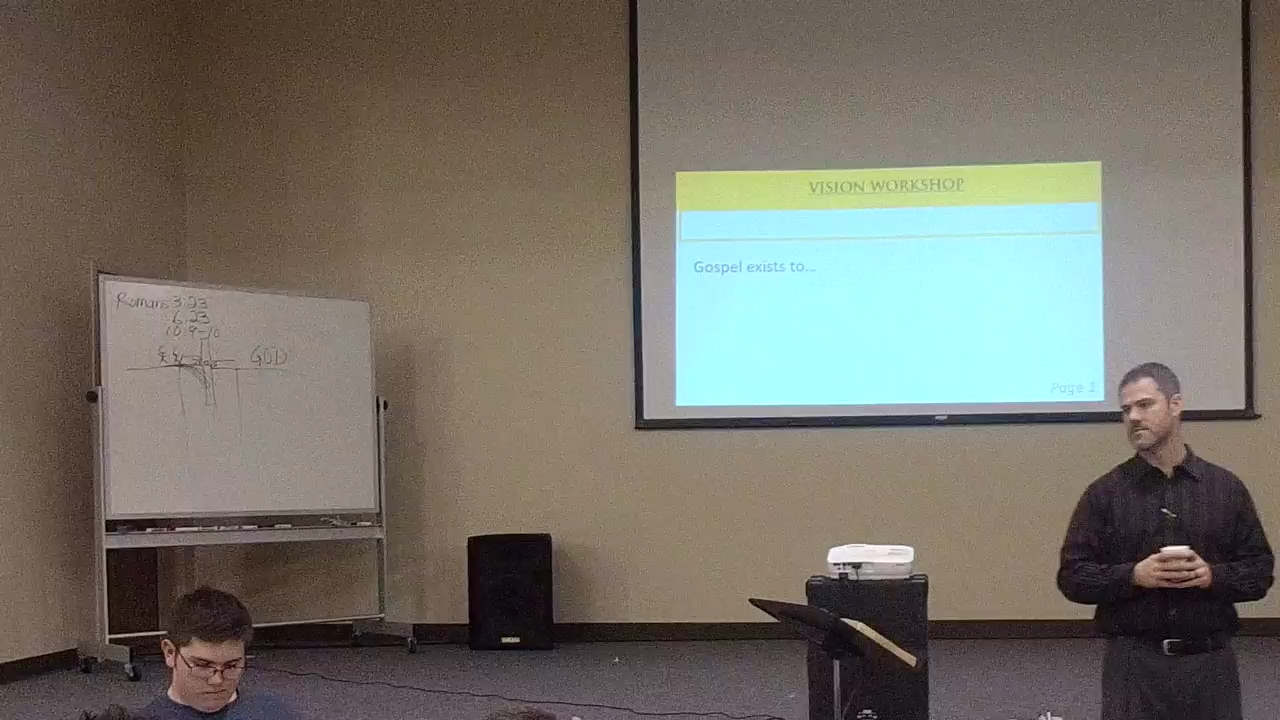 Romans 3:23
6:23
10:9-10
GOD
VISION WORKSHOP
Gospel exists to...
Page 1